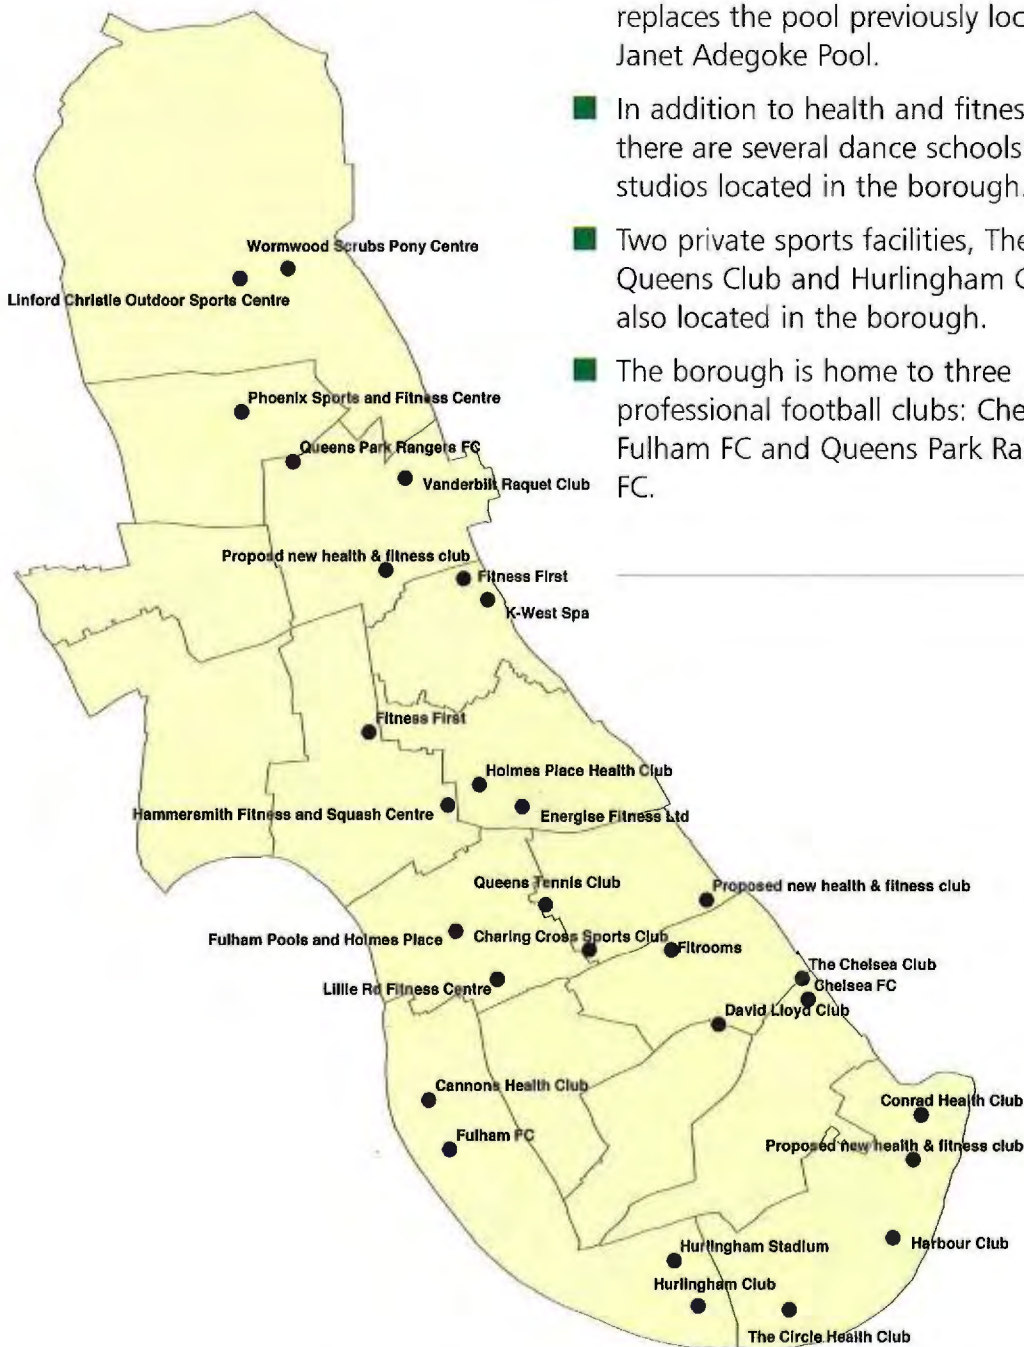 replaces the pool previously loc
Janet Adegoke Pool.
In addition to health and fitnes
there are several dance schools
studios located in the borough.
Two private sports facilities, The
Queens Club and Hurlingham C
also located in the borough.
The borough is home to three
professional football clubs: Che
Fulham FC and Queens Park Ra
FC.
Wormwood Scrubs Pony Centre
Linford Christie Outdoor Sports Centre
Phoenix Sports and Fitness Centre
Queens Park Rangers FC
Vanderbilt Raquet Club
Proposd new health & fitness club
Fitness First
K-West Spa
Fitness First
Holmes Place Health Club
Hammersmith Fitness and Squash Centre
Energise Fitness Ltd
Queens Tennis Club
Proposed new health & fitness club
Fulham Pools and Holmes Place
Charing Cross Sports Club
Fitrooms
Lillie Rd Fitness Centre
The Chelsea Club
Chelsea FC
David Lloyd Club
Cannons Health Club
Conrad Health Club
Fulham FC
Proposed new health & fitness club
Harbour Club
Hurlingham Stadium
Hurlingham Club
The Circle Health Club